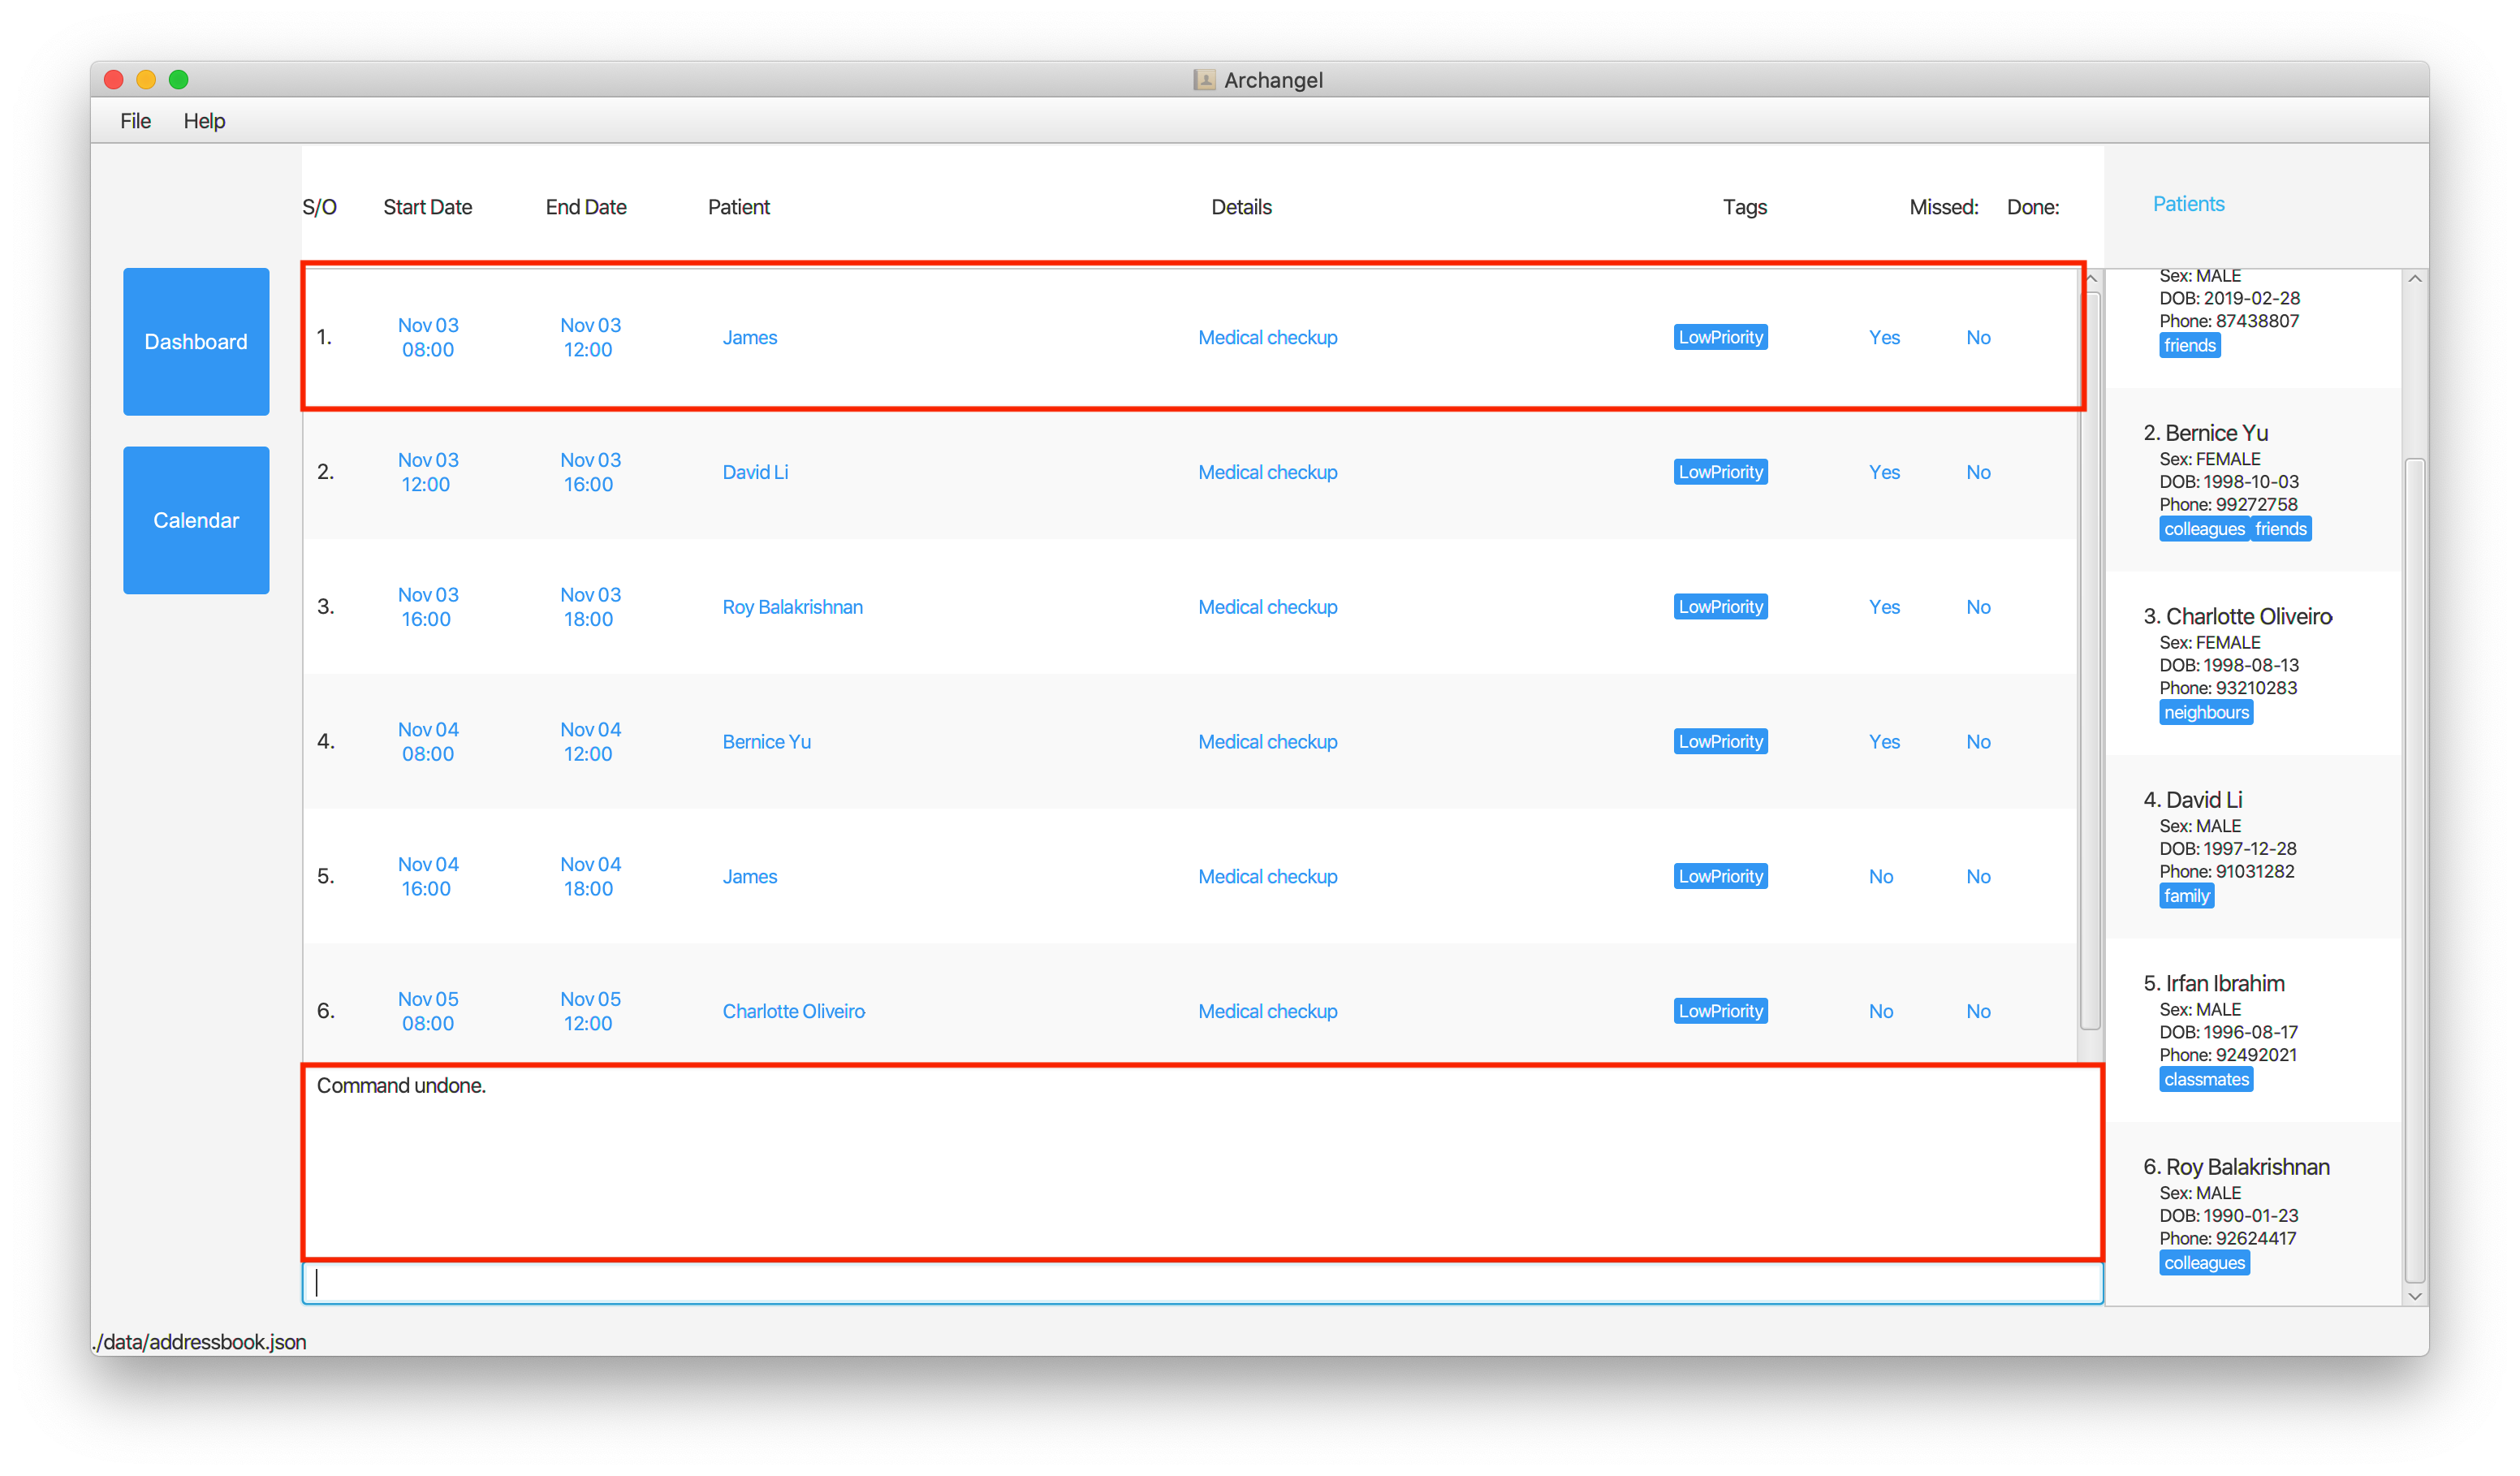 Archangel
File Help
S/O Start Date End Date Patient Details Tags Missed: Done:
Patients
Dashboard
Calendar
1. Nov 03 08:00 Nov 03 12:00 James Medical checkup LowPriority Yes No
2. Nov 03 12:00 Nov 03 16:00 David Li Medical checkup LowPriority Yes No
3. Nov 03 16:00 Nov 03 18:00 Roy Balakrishnan Medical checkup LowPriority Yes No
4. Nov 04 08:00 Nov 04 12:00 Bernice Yu Medical checkup LowPriority Yes No
5. Nov 04 16:00 Nov 04 18:00 James Medical checkup LowPriority No No
6. Nov 05 08:00 Nov 05 12:00 Charlotte Oliveiro Medical checkup LowPriority No No
Command undone.
Sex: MALE
DOB: 2019-02-28
Phone: 87438807
friends
2. Bernice Yu
Sex: FEMALE
DOB: 1998-10-03
Phone: 99272758
colleagues friends
3. Charlotte Oliveiro
Sex: FEMALE
DOB: 1998-08-13
Phone: 93210283
neighbours
4. David Li
Sex: MALE
DOB: 1997-12-28
Phone: 91031282
family
5. Irfan Ibrahim
Sex: MALE
DOB: 1996-08-17
Phone: 92492021
classmates
6. Roy Balakrishnan
Sex: MALE
DOB: 1990-01-23
Phone: 92624417
colleagues
./data/addressbook.json